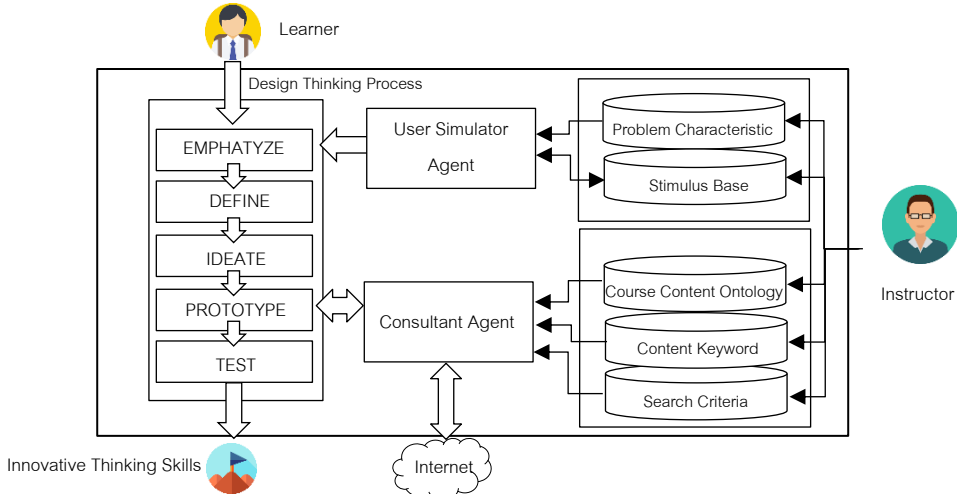 Learner
Design Thinking Process
EMPHATYZE
DEFINE
IDEATE
PROTOTYPE
TEST
User Simulator
Agent
Consultant Agent
Problem Characteristic
Stimulus Base
Course Content Ontology
Content Keyword
Search Criteria
Instructor
Innovative Thinking Skills
Internet